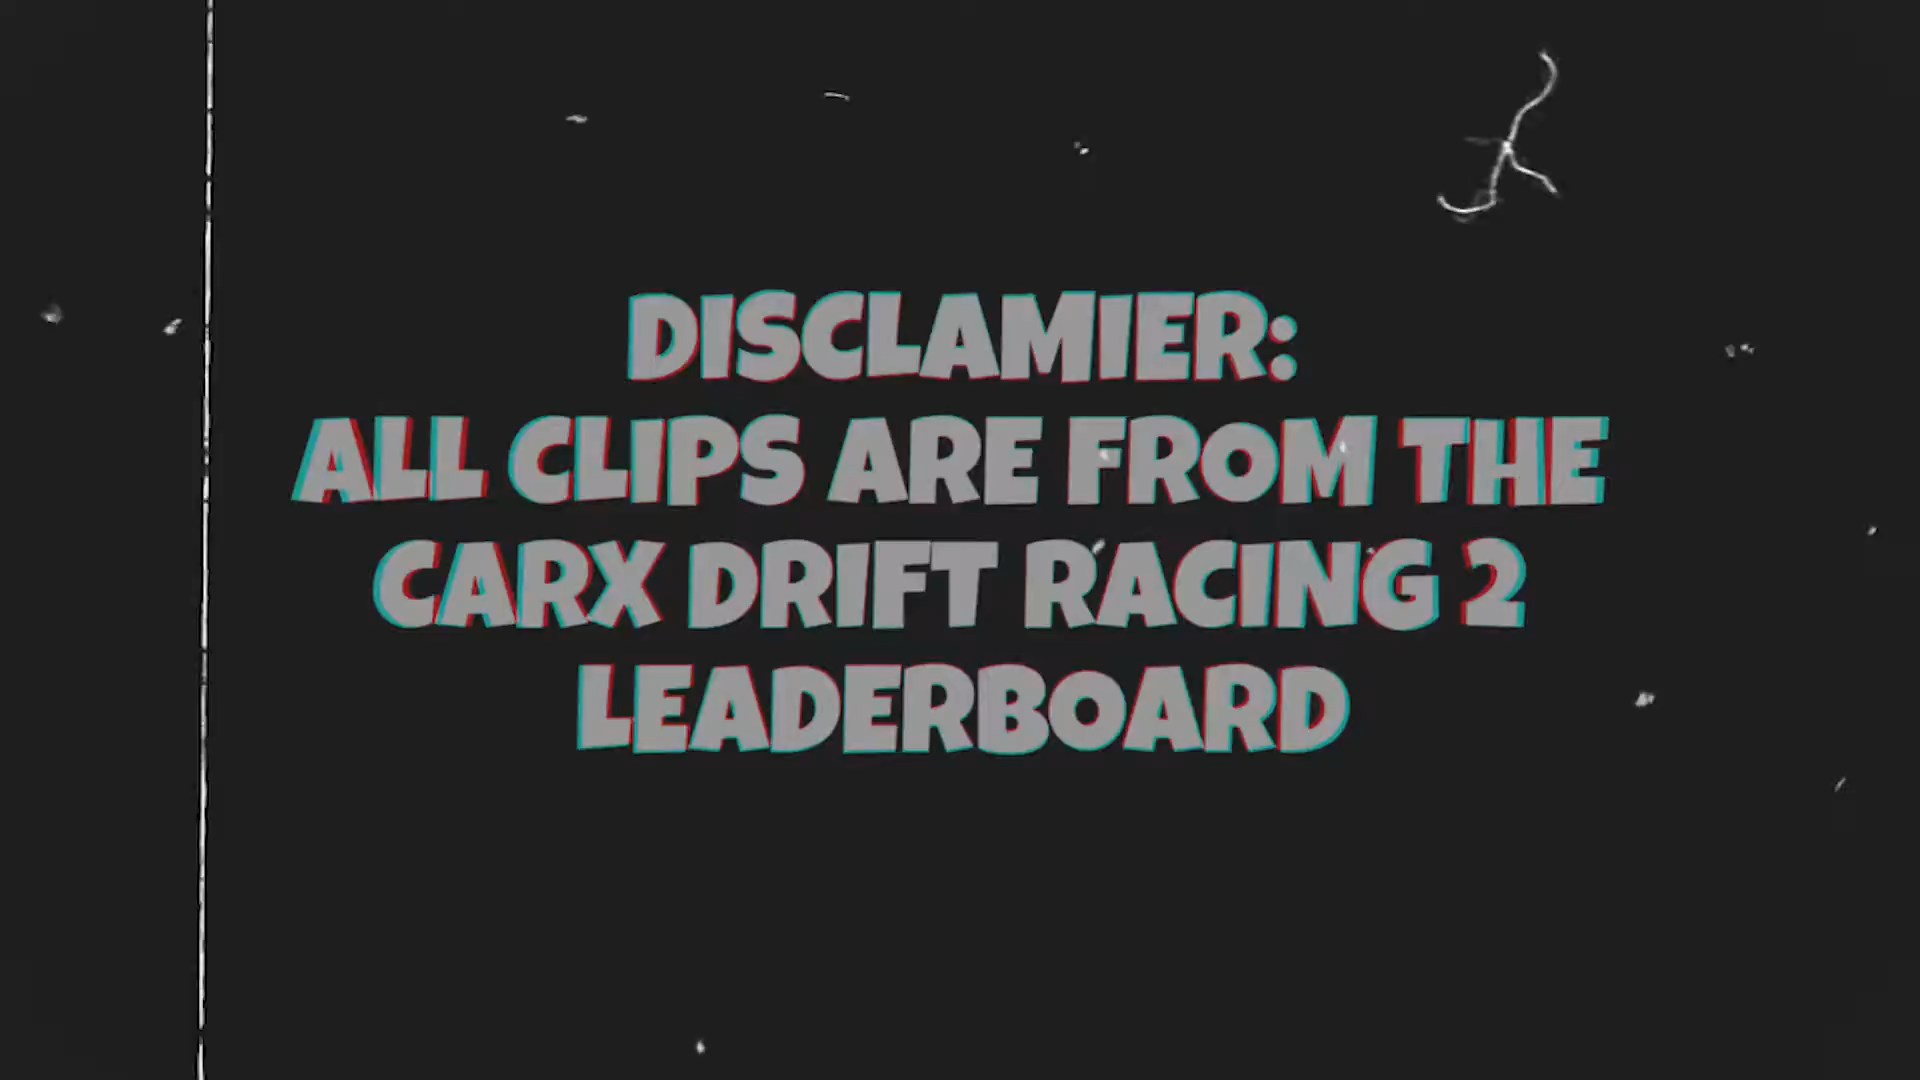 DISCLAMIER:
ALL CLIPS ARE FROM THE
CARX DRIFT RACING 2
LEADERBOARD